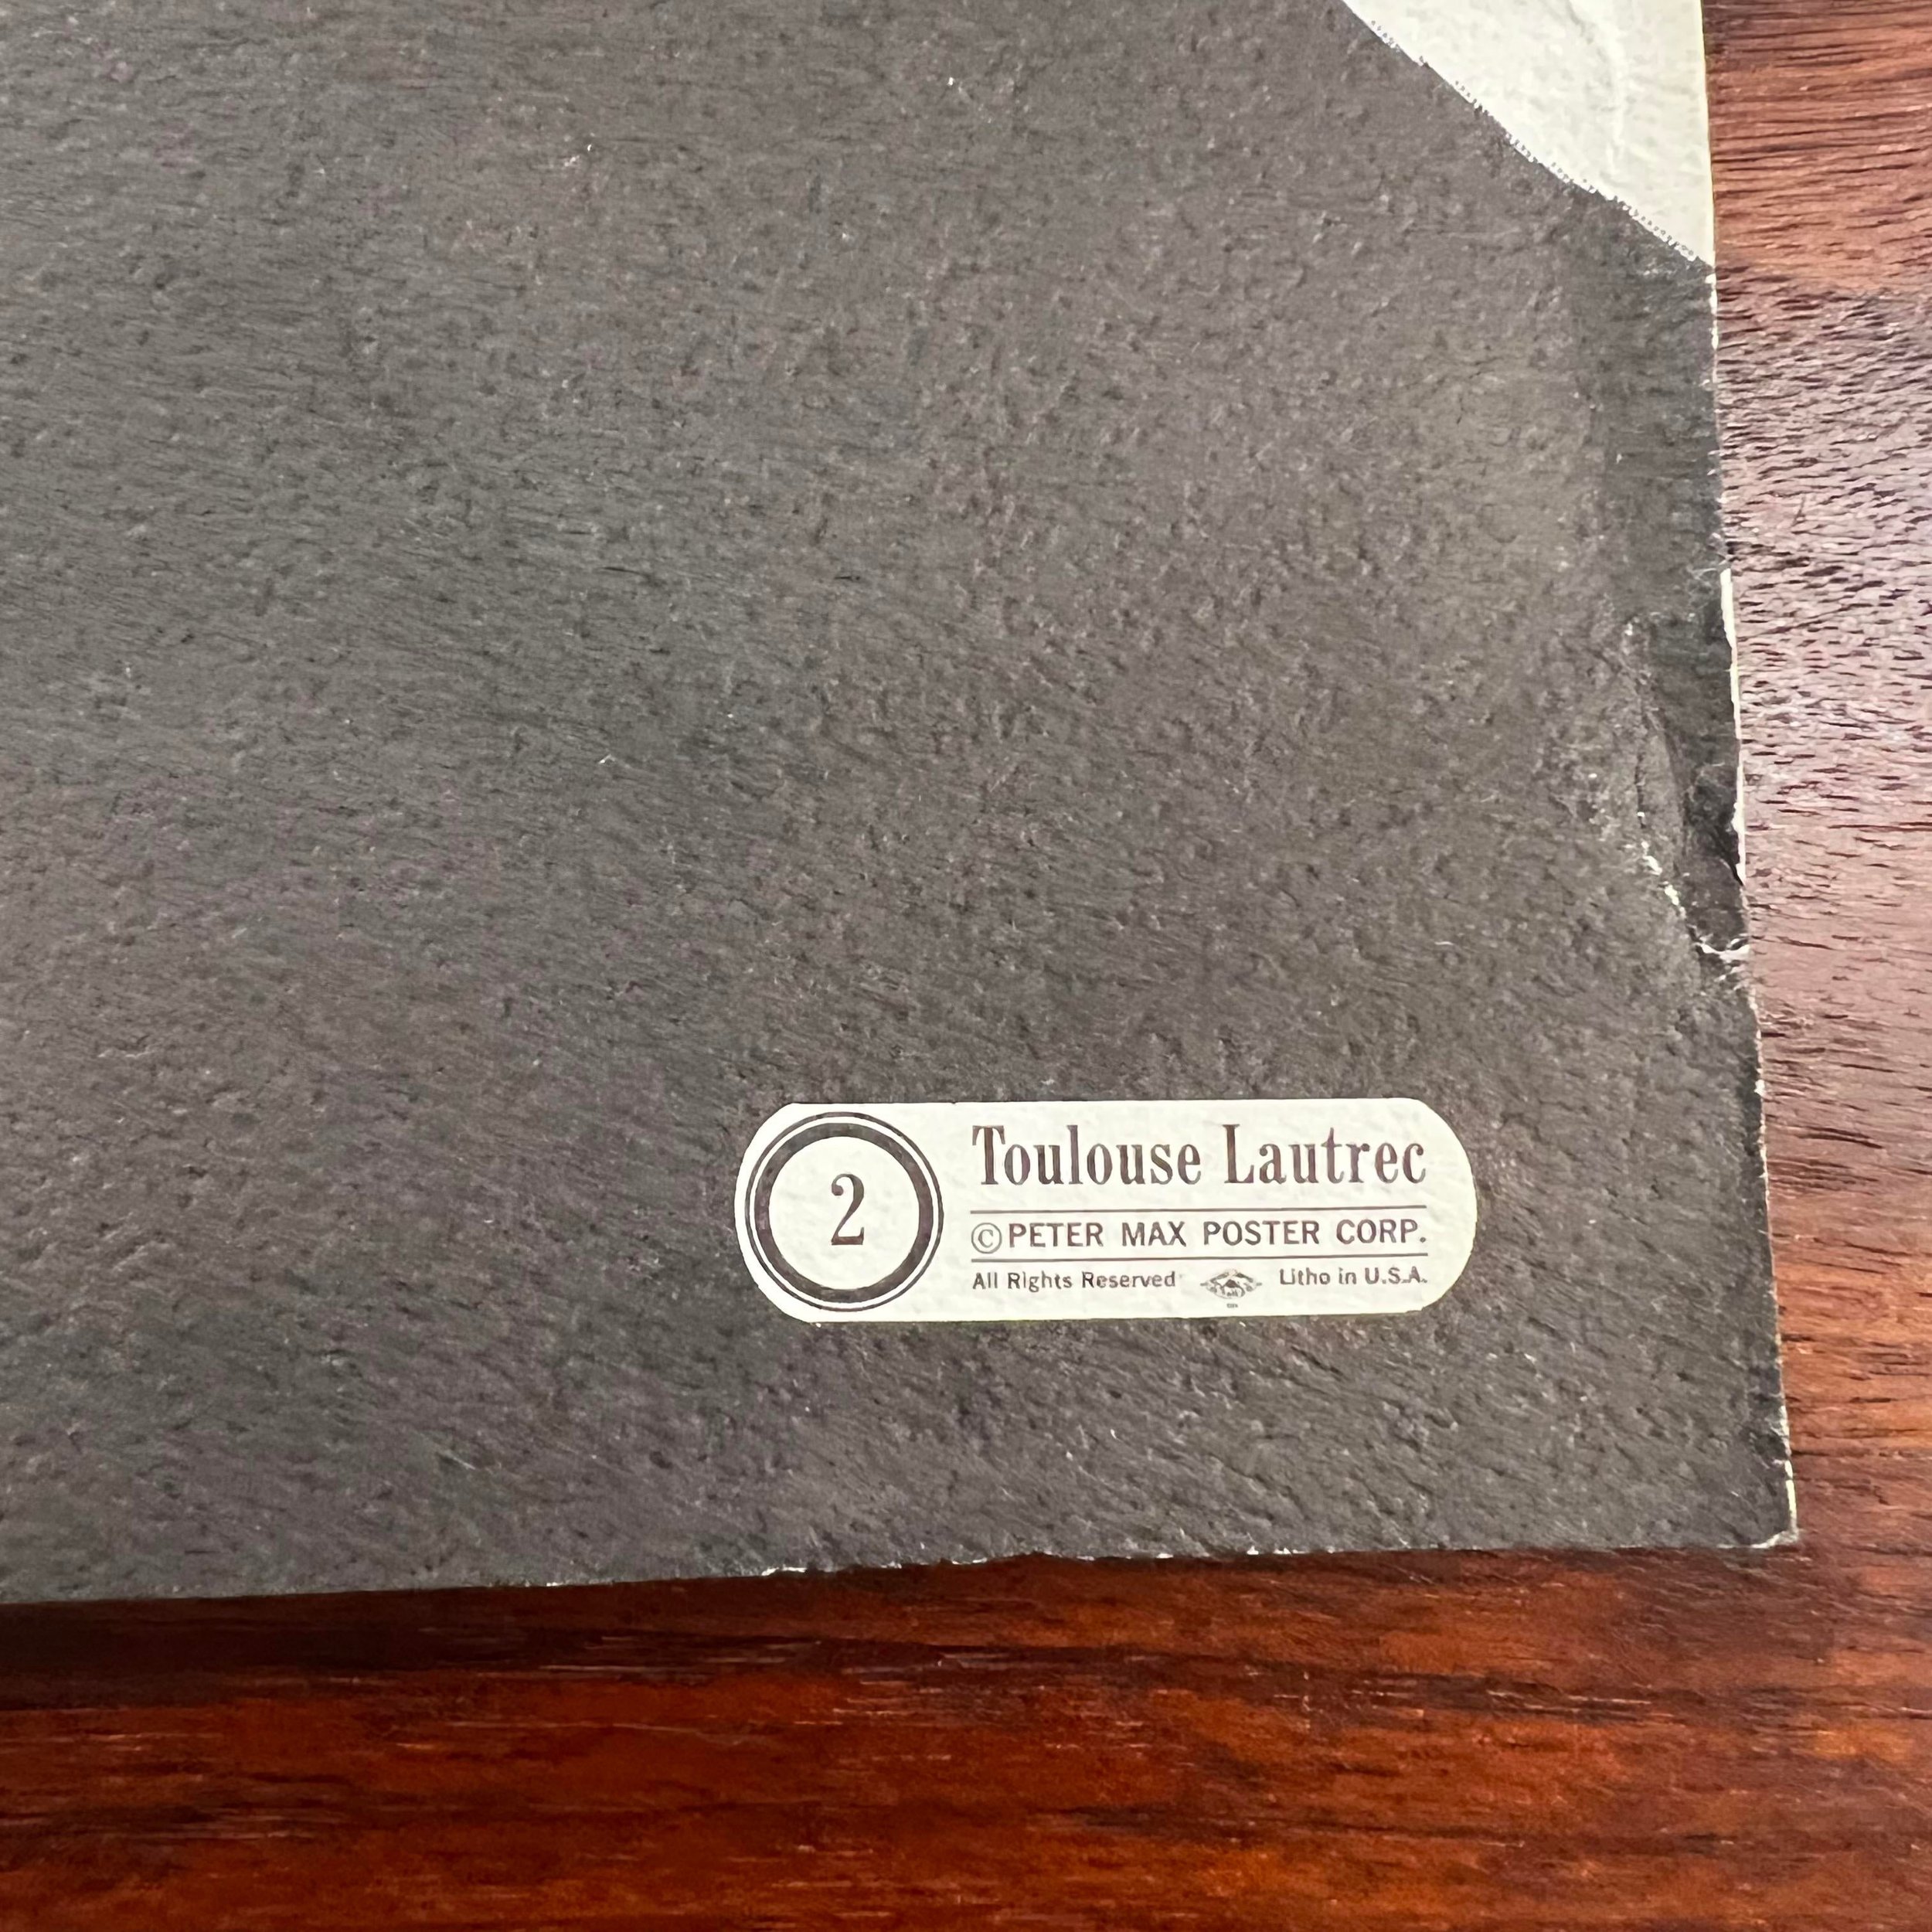 2
Toulouse Lautrec
©PETER MAX POSTER CORP.
All Rights Reserved Litho in U.S.A.